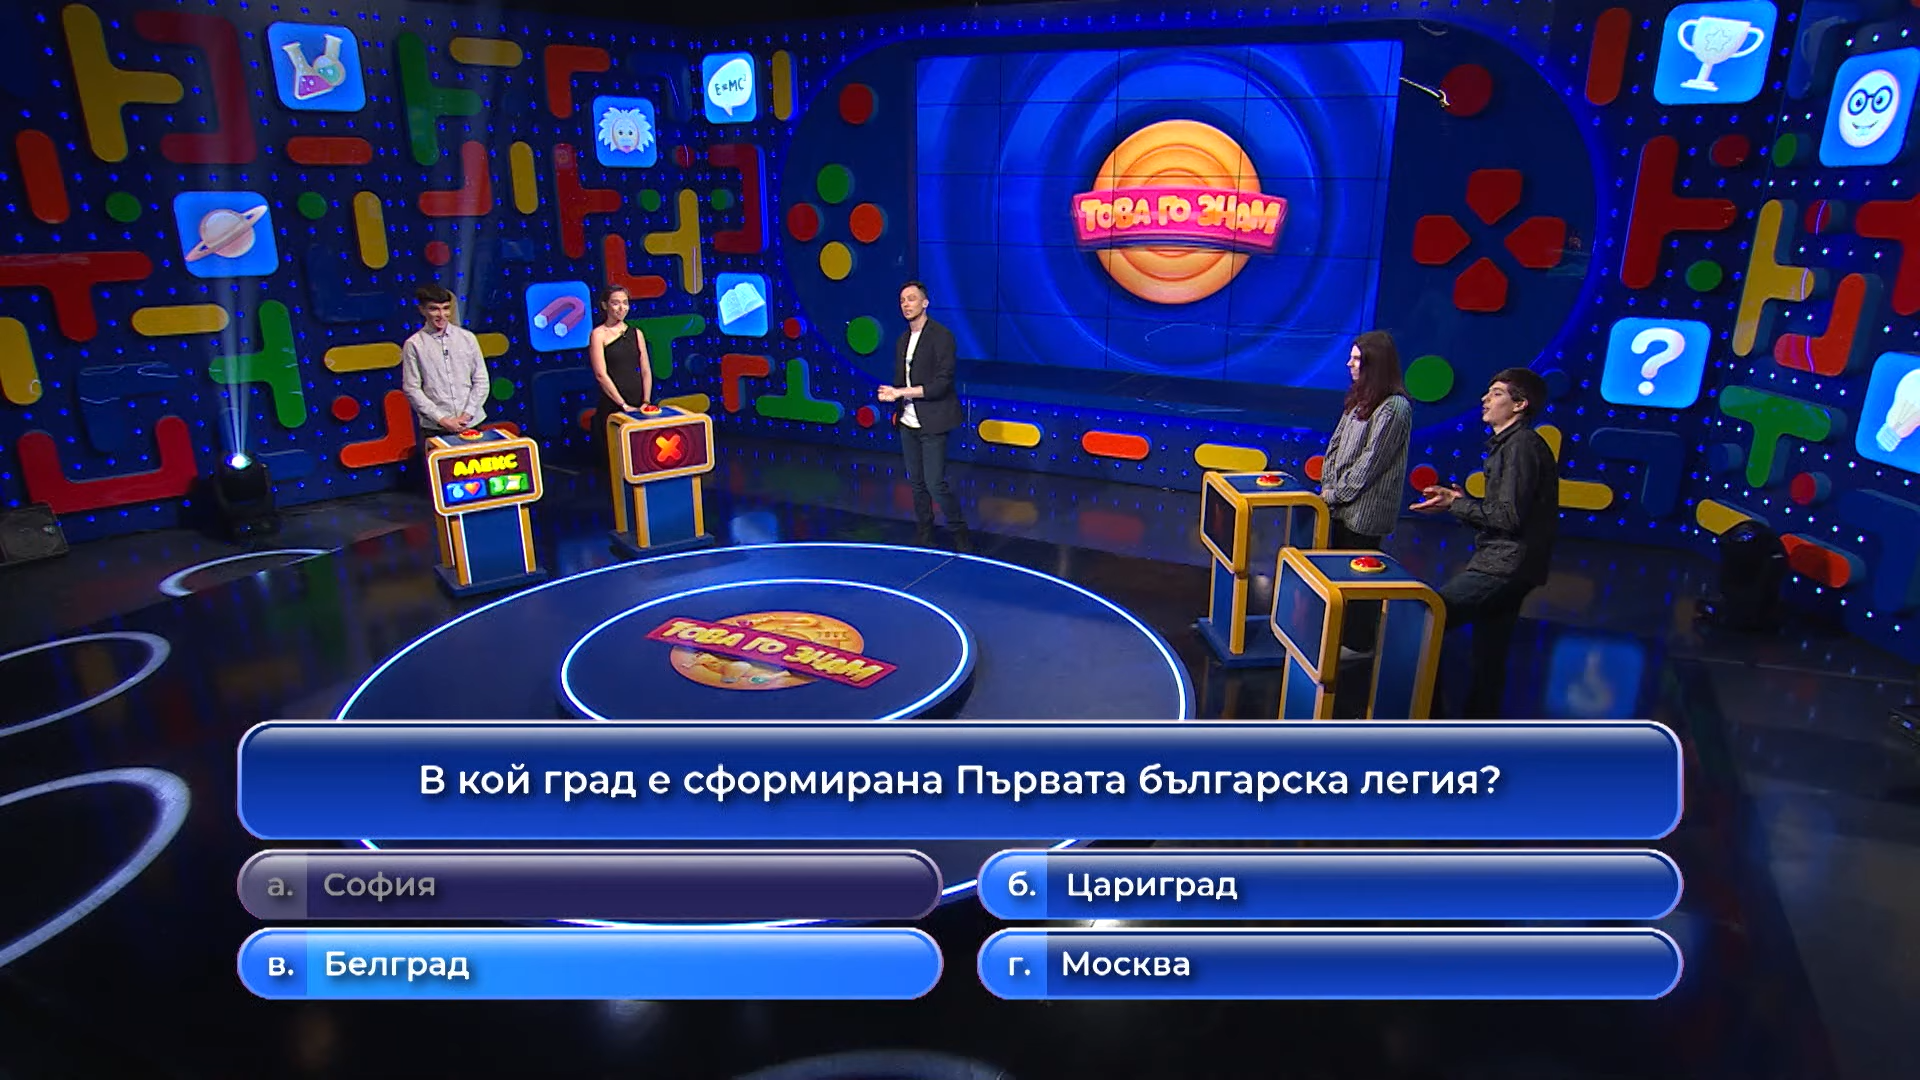 E=MC²
ТОВА ГО ЗНАМ
АЛЕКС
ТОВА ГО ЗНАМ
В кой град е сформирана Първата българска легия?
а. София
б. Цариград
в. Белград
г. Москва